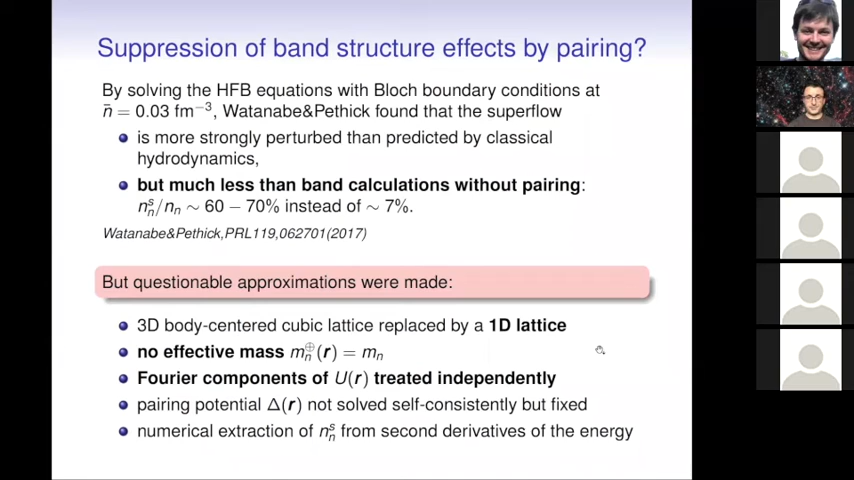 Suppression of band structure effects by pairing?
By solving the HFB equations with Bloch boundary conditions at
n̄ = 0.03 fm⁻³, Watanabe&Pethick found that the superflow
is more strongly perturbed than predicted by classical
hydrodynamics,
but much less than band calculations without pairing:
nₙˢ/nₙ ∼ 60 − 70% instead of ∼ 7%.
Watanabe&Pethick,PRL119,062701(2017)
But questionable approximations were made:
3D body-centered cubic lattice replaced by a 1D lattice
no effective mass mₙ^⊕(r) = mₙ
Fourier components of U(r) treated independently
pairing potential Δ(r) not solved self-consistently but fixed
numerical extraction of nₙˢ from second derivatives of the energy